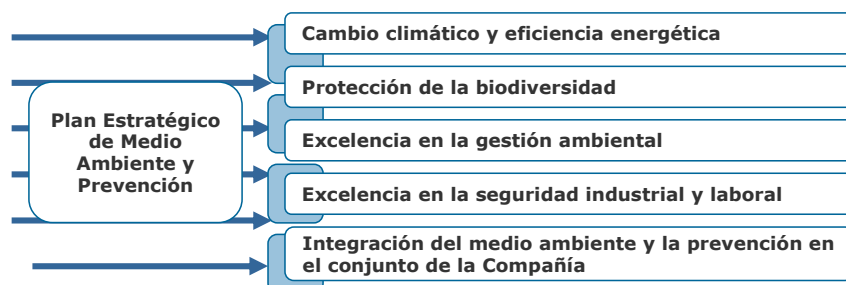 Cambio climático y eficiencia energética
Protección de la biodiversidad
Plan Estratégico
de Medio
Ambiente y
Prevención
Excelencia en la gestión ambiental
Excelencia en la seguridad industrial y laboral
Integración del medio ambiente y la prevención en
el conjunto de la Compañía